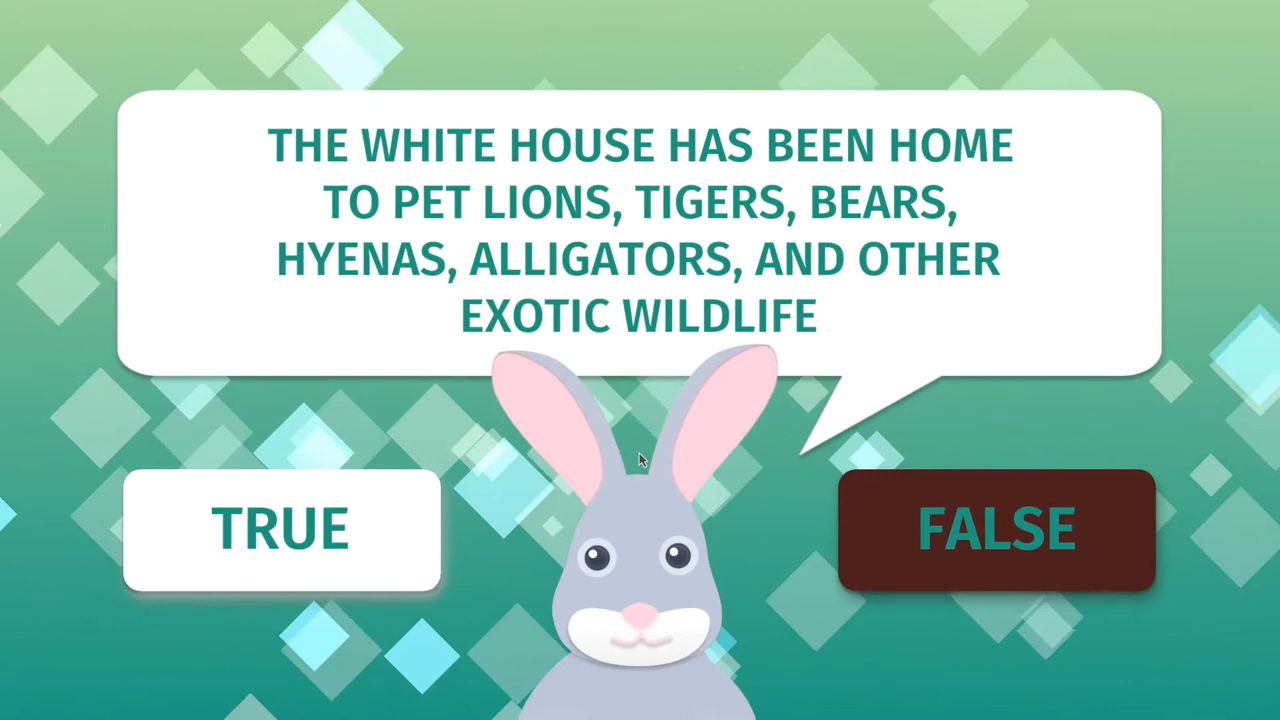 THE WHITE HOUSE HAS BEEN HOME
TO PET LIONS, TIGERS, BEARS,
HYENAS, ALLIGATORS, AND OTHER
EXOTIC WILDLIFE
TRUE
FALSE